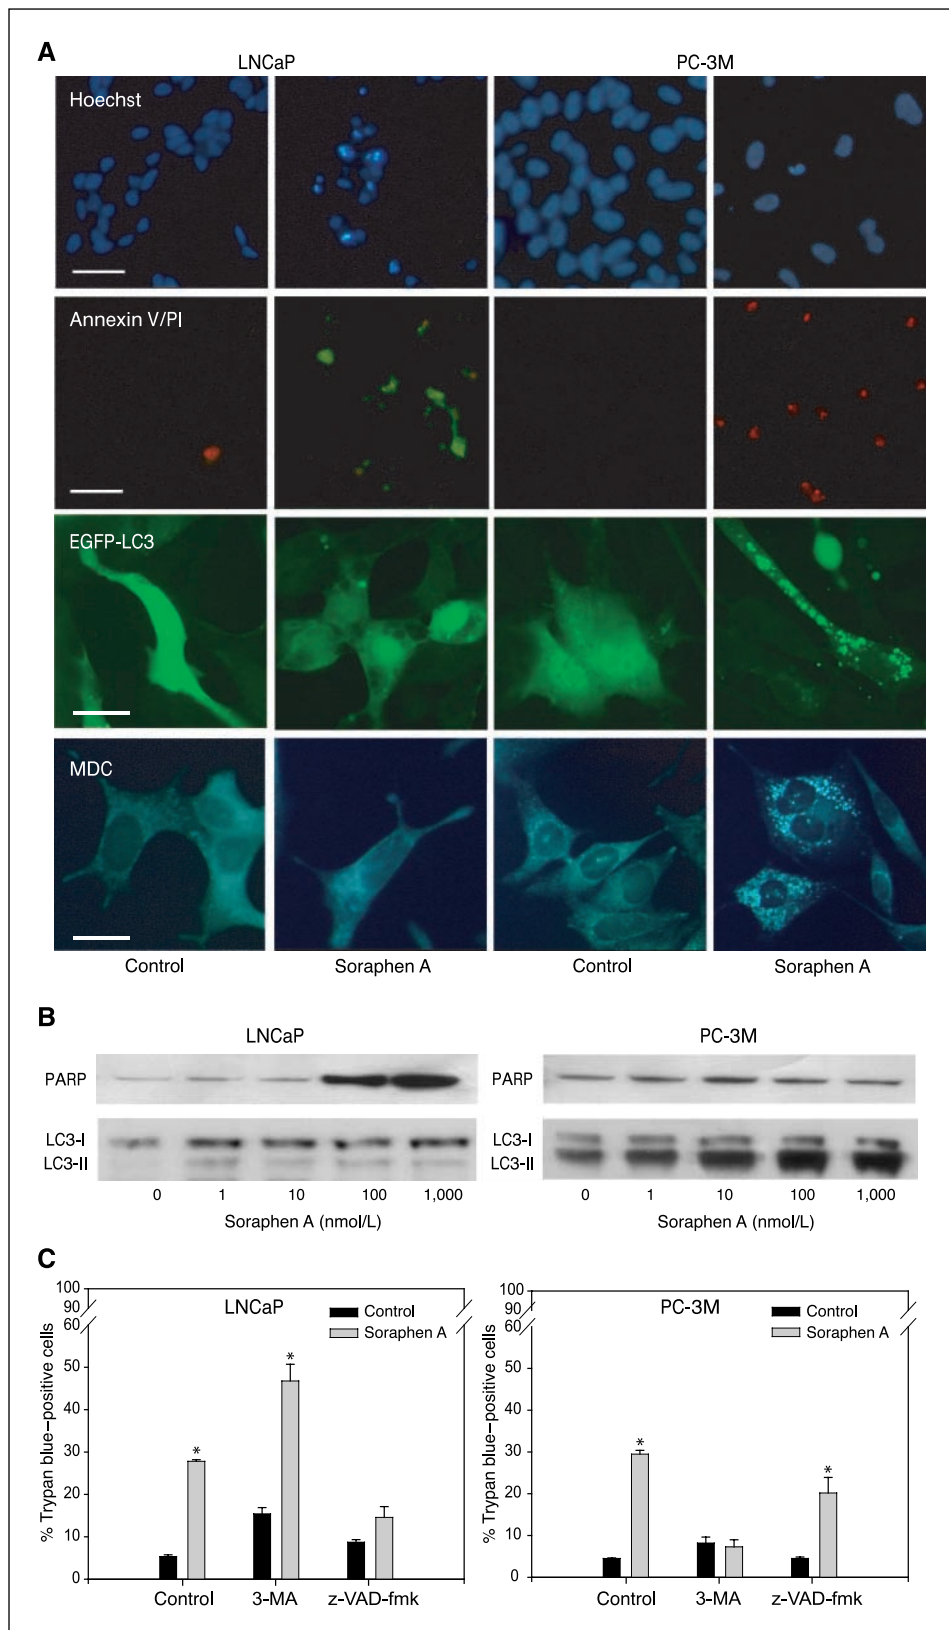 A
LNCaP
PC-3M
Hoechst
Annexin V/PI
EGFP-LC3
MDC
Control
Soraphen A
Control
Soraphen A
B
LNCaP
PC-3M
PARP
PARP
LC3-I
LC3-II
LC3-I
LC3-II
0 1 10 100 1,000
0 1 10 100 1,000
Soraphen A (nmol/L)
Soraphen A (nmol/L)
C
% Trypan blue–positive cells
100
90
60
50
40
30
20
10
0
LNCaP
Control
Soraphen A
*
*
Control 3-MA z-VAD-fmk
% Trypan blue–positive cells
100
90
60
50
40
30
20
10
0
PC-3M
Control
Soraphen A
*
*
Control 3-MA z-VAD-fmk